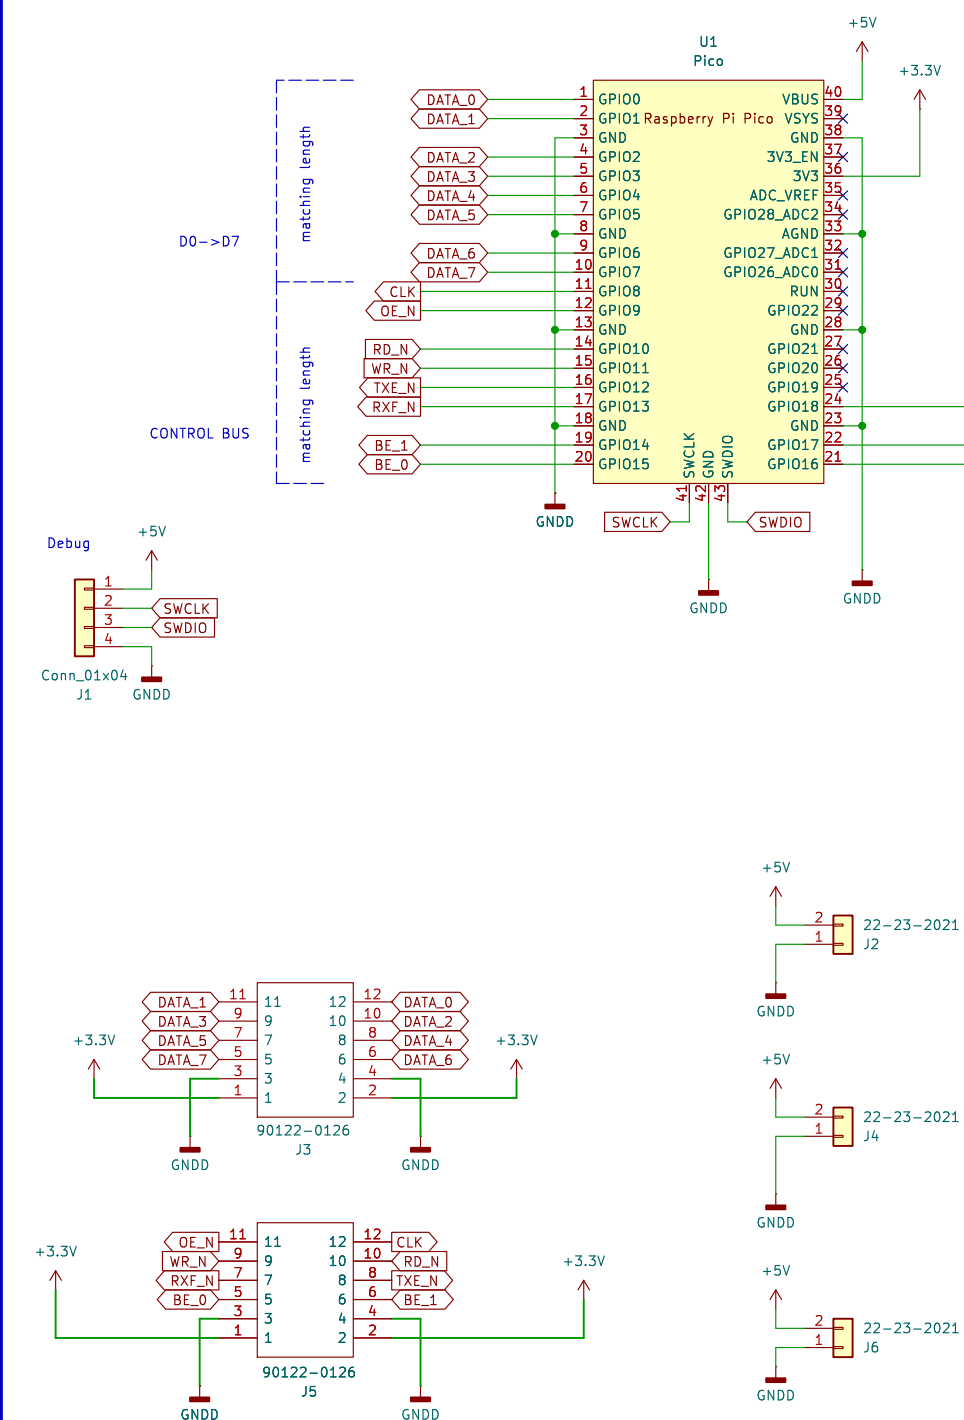 +5V
U1
Pico
+3.3V
DATA_0 1 GPIO0 VBUS 40
DATA_1 2 GPIO1 Raspberry Pi Pico VSYS 39
3 GND GND 38
DATA_2 4 GPIO2 3V3_EN 37
DATA_3 5 GPIO3 3V3 36
DATA_4 6 GPIO4 ADC_VREF 35
DATA_5 7 GPIO5 GPIO28_ADC2 34
8 GND AGND 33
DATA_6 9 GPIO6 GPIO27_ADC1 32
DATA_7 10 GPIO7 GPIO26_ADC0 31
CLK 11 GPIO8 RUN 30
OE_N 12 GPIO9 GPIO22 29
13 GND GND 28
RD_N 14 GPIO10 GPIO21 27
WR_N 15 GPIO11 GPIO20 26
TXE_N 16 GPIO12 GPIO19 25
RXF_N 17 GPIO13 GPIO18 24
18 GND GND 23
BE_1 19 GPIO14 GPIO17 22
BE_0 20 GPIO15 GPIO16 21
SWCLK GND SWDIO
41 42 43
matching length
D0->D7
matching length
CONTROL BUS
GNDD
SWCLK SWDIO
GNDD
GNDD
Debug
+5V
1
2 SWCLK
3 SWDIO
4
Conn_01x04
J1
GNDD
+5V
2 22-23-2021
1 J2
GNDD
DATA_1 11 11 12 12 DATA_0
DATA_3 9 9 10 10 DATA_2
DATA_5 7 7 8 8 DATA_4
DATA_7 5 5 6 6 DATA_6
3 3 4 4
1 1 2 2
+3.3V
+3.3V
90122-0126
J3
GNDD
GNDD
+5V
2 22-23-2021
1 J4
GNDD
OE_N 11 11 12 12 CLK
WR_N 9 9 10 10 RD_N
RXF_N 7 7 8 8 TXE_N
BE_0 5 5 6 6 BE_1
3 3 4 4
1 1 2 2
+3.3V
+3.3V
90122-0126
J5
GNDD
GNDD
+5V
2 22-23-2021
1 J6
GNDD